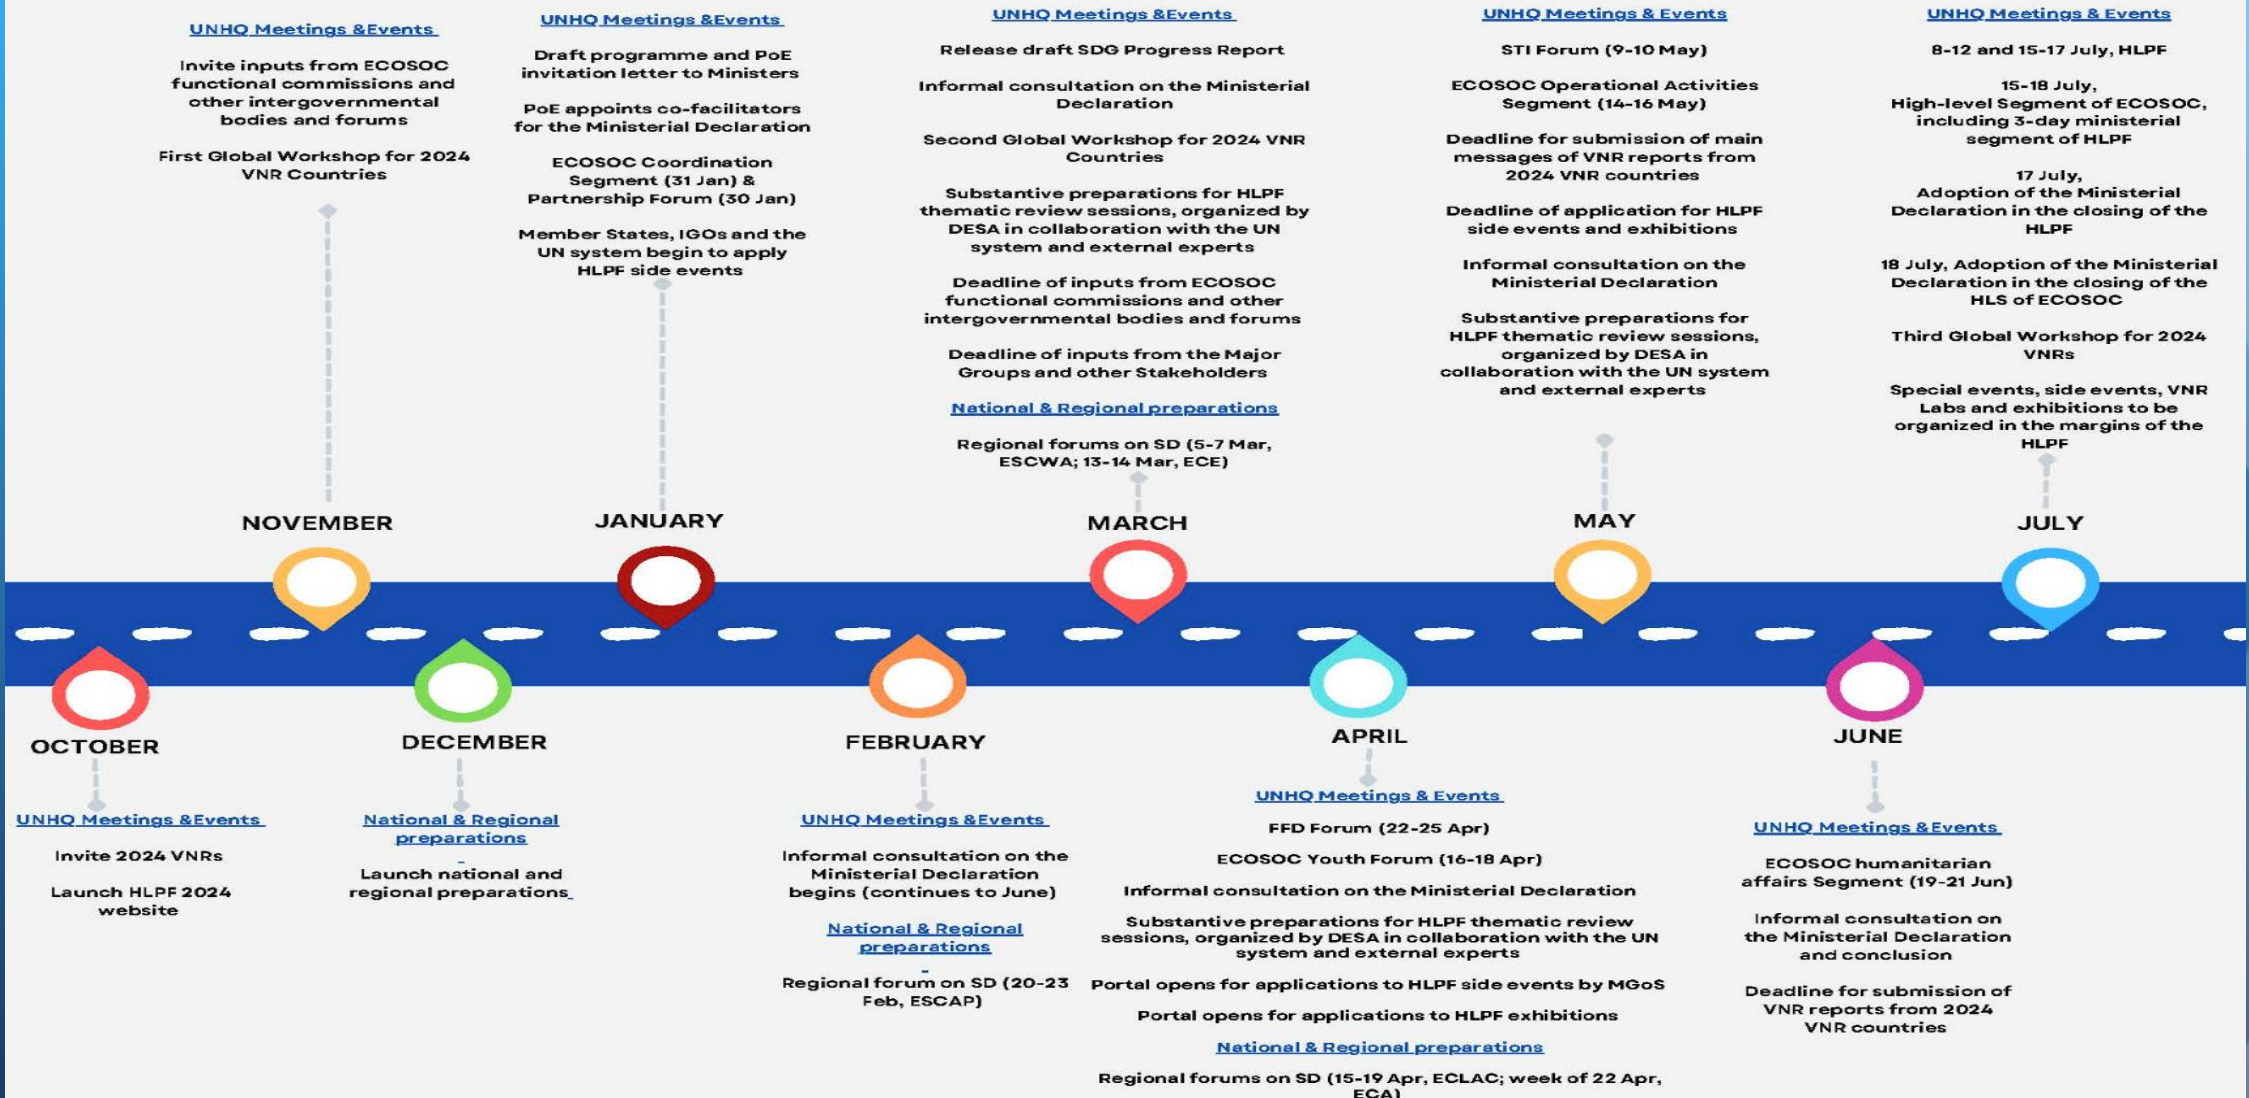 UNHQ Meetings &Events
Invite inputs from ECOSOC
functional commissions and
other intergovernmental
bodies and forums
First Global Workshop for 2024
VNR Countries
NOVEMBER
UNHQ Meetings &Events
Draft programme and PoE
invitation letter to Ministers
PoE appoints co-facilitators
for the Ministerial Declaration
ECOSOC Coordination
Segment (31 Jan) &
Partnership Forum (30 Jan)
Member States, IGOs and the
UN system begin to apply
HLPF side events
JANUARY
UNHQ Meetings &Events
Release draft SDG Progress Report
Informal consultation on the Ministerial
Declaration
Second Global Workshop for 2024 VNR
Countries
Substantive preparations for HLPF
thematic review sessions, organized by
DESA in collaboration with the UN
system and external experts
Deadline of inputs from ECOSOC
functional commissions and other
intergovernmental bodies and forums
Deadline of inputs from the Major
Groups and other Stakeholders
National & Regional preparations
Regional forums on SD (5-7 Mar,
ESCWA; 13-14 Mar, ECE)
MARCH
UNHQ Meetings & Events
STI Forum (9-10 May)
ECOSOC Operational Activities
Segment (14-16 May)
Deadline for submission of main
messages of VNR reports from
2024 VNR countries
Deadline of application for HLPF
side events and exhibitions
Informal consultation on the
Ministerial Declaration
Substantive preparations for
HLPF thematic review sessions,
organized by DESA in
collaboration with the UN system
and external experts
MAY
UNHQ Meetings & Events
8-12 and 15-17 July, HLPF
15-18 July,
High-level Segment of ECOSOC,
including 3-day ministerial
segment of HLPF
17 July,
Adoption of the Ministerial
Declaration in the closing of the
HLPF
18 July, Adoption of the Ministerial
Declaration in the closing of the
HLS of ECOSOC
Third Global Workshop for 2024
VNRs
Special events, side events, VNR
Labs and exhibitions to be
organized in the margins of the
HLPF
JULY
OCTOBER
UNHQ Meetings &Events
Invite 2024 VNRs
Launch HLPF 2024
website
DECEMBER
National & Regional
preparations
Launch national and
regional preparations
FEBRUARY
UNHQ Meetings &Events
Informal consultation on the
Ministerial Declaration
begins (continues to June)
National & Regional
preparations
Regional forum on SD (20-23
Feb, ESCAP)
APRIL
UNHQ Meetings & Events
FFD Forum (22-25 Apr)
ECOSOC Youth Forum (16-18 Apr)
Informal consultation on the Ministerial Declaration
Substantive preparations for HLPF thematic review
sessions, organized by DESA in collaboration with the UN
system and external experts
Portal opens for applications to HLPF side events by MGoS
Portal opens for applications to HLPF exhibitions
National & Regional preparations
Regional forums on SD (15-19 Apr, ECLAC; week of 22 Apr,
ECA)
JUNE
UNHQ Meetings &Events
ECOSOC humanitarian
affairs Segment (19-21 Jun)
Informal consultation on
the Ministerial Declaration
and conclusion
Deadline for submission of
VNR reports from 2024
VNR countries